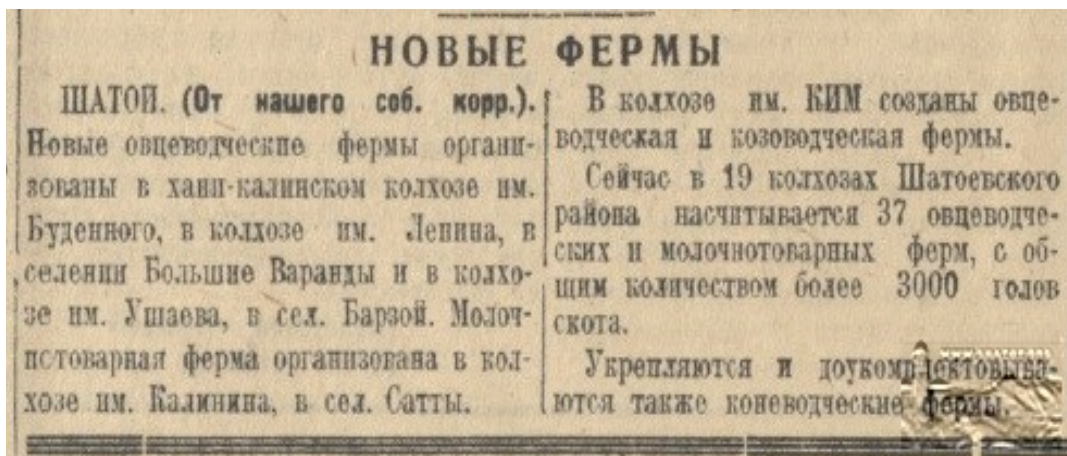 НОВЫЕ ФЕРМЫ
ШАТОЙ. (От нашего соб. корр.).
Новые овцеводческие фермы органи-
зованы в хани-калинском колхозе им.
Буденного, в колхозе им. Ленина, в
селении Большие Варанды и в колхо-
зе им. Ушаева, в сел. Барзой. Молоч-
нотоварная ферма организована в кол-
хозе им. Калинина, в сел. Сатты.
В колхозе им. КИМ созданы овце-
водческая и козоводческая фермы.
Сейчас в 19 колхозах Шатоевского
района насчитывается 37 овцеводче-
ских и молочнотоварных ферм, с об-
щим количеством более 3000 голов
скота.
Укрепляются и доукомплектовыва-
ются также коневодческие фермы.